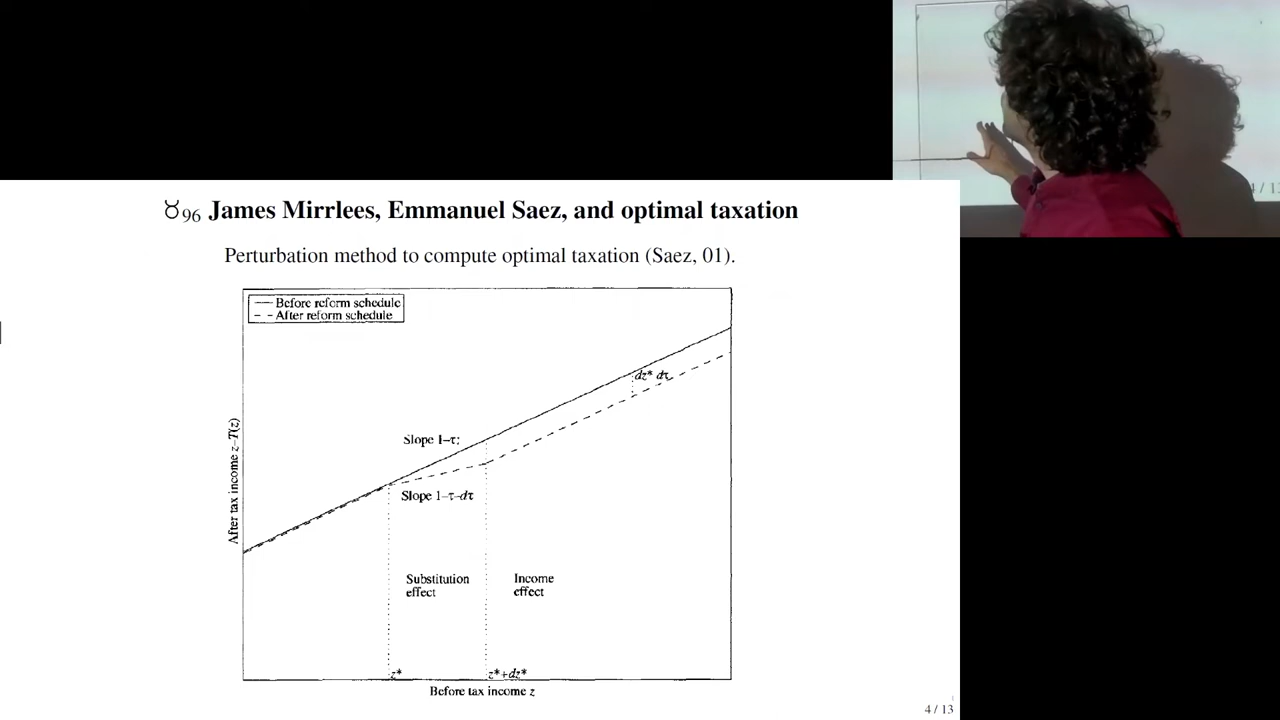 ♉96 James Mirrlees, Emmanuel Saez, and optimal taxation
Perturbation method to compute optimal taxation (Saez, 01).
Before reform schedule
After reform schedule
dz* dτ
Slope 1–τ;
After tax income z–T(z)
Slope 1–τ–dτ
Substitution
effect
Income
effect
z*
z*+dz*
Before tax income z
4 / 13